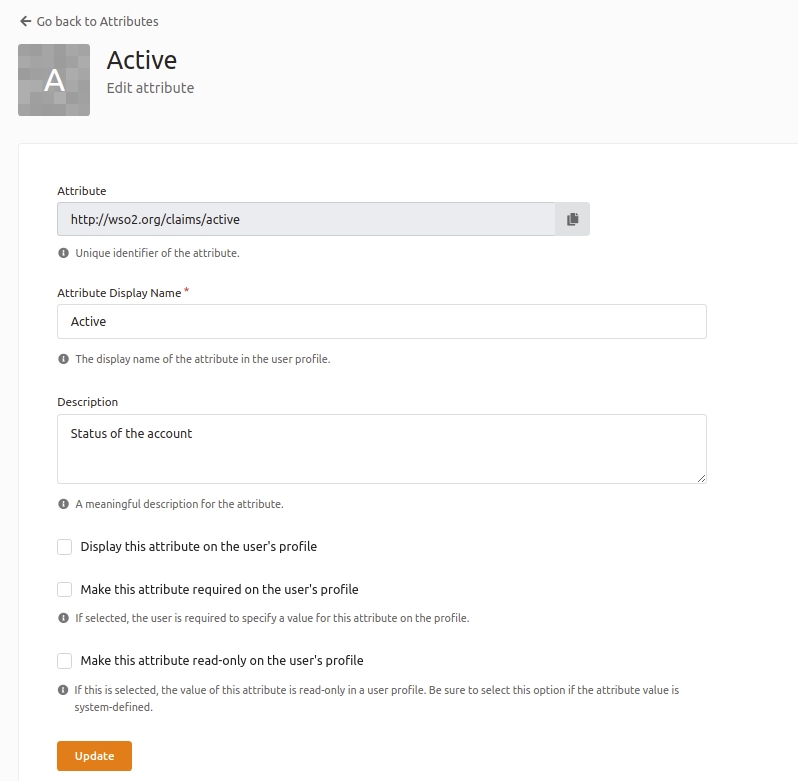 Go back to Attributes
A
Active
Edit attribute
Attribute
http://wso2.org/claims/active
Unique identifier of the attribute.
Attribute Display Name *
Active
The display name of the attribute in the user profile.
Description
Status of the account
A meaningful description for the attribute.
Display this attribute on the user's profile
Make this attribute required on the user's profile
If selected, the user is required to specify a value for this attribute on the profile.
Make this attribute read-only on the user's profile
If this is selected, the value of this attribute is read-only in a user profile. Be sure to select this option if the attribute value is
system-defined.
Update